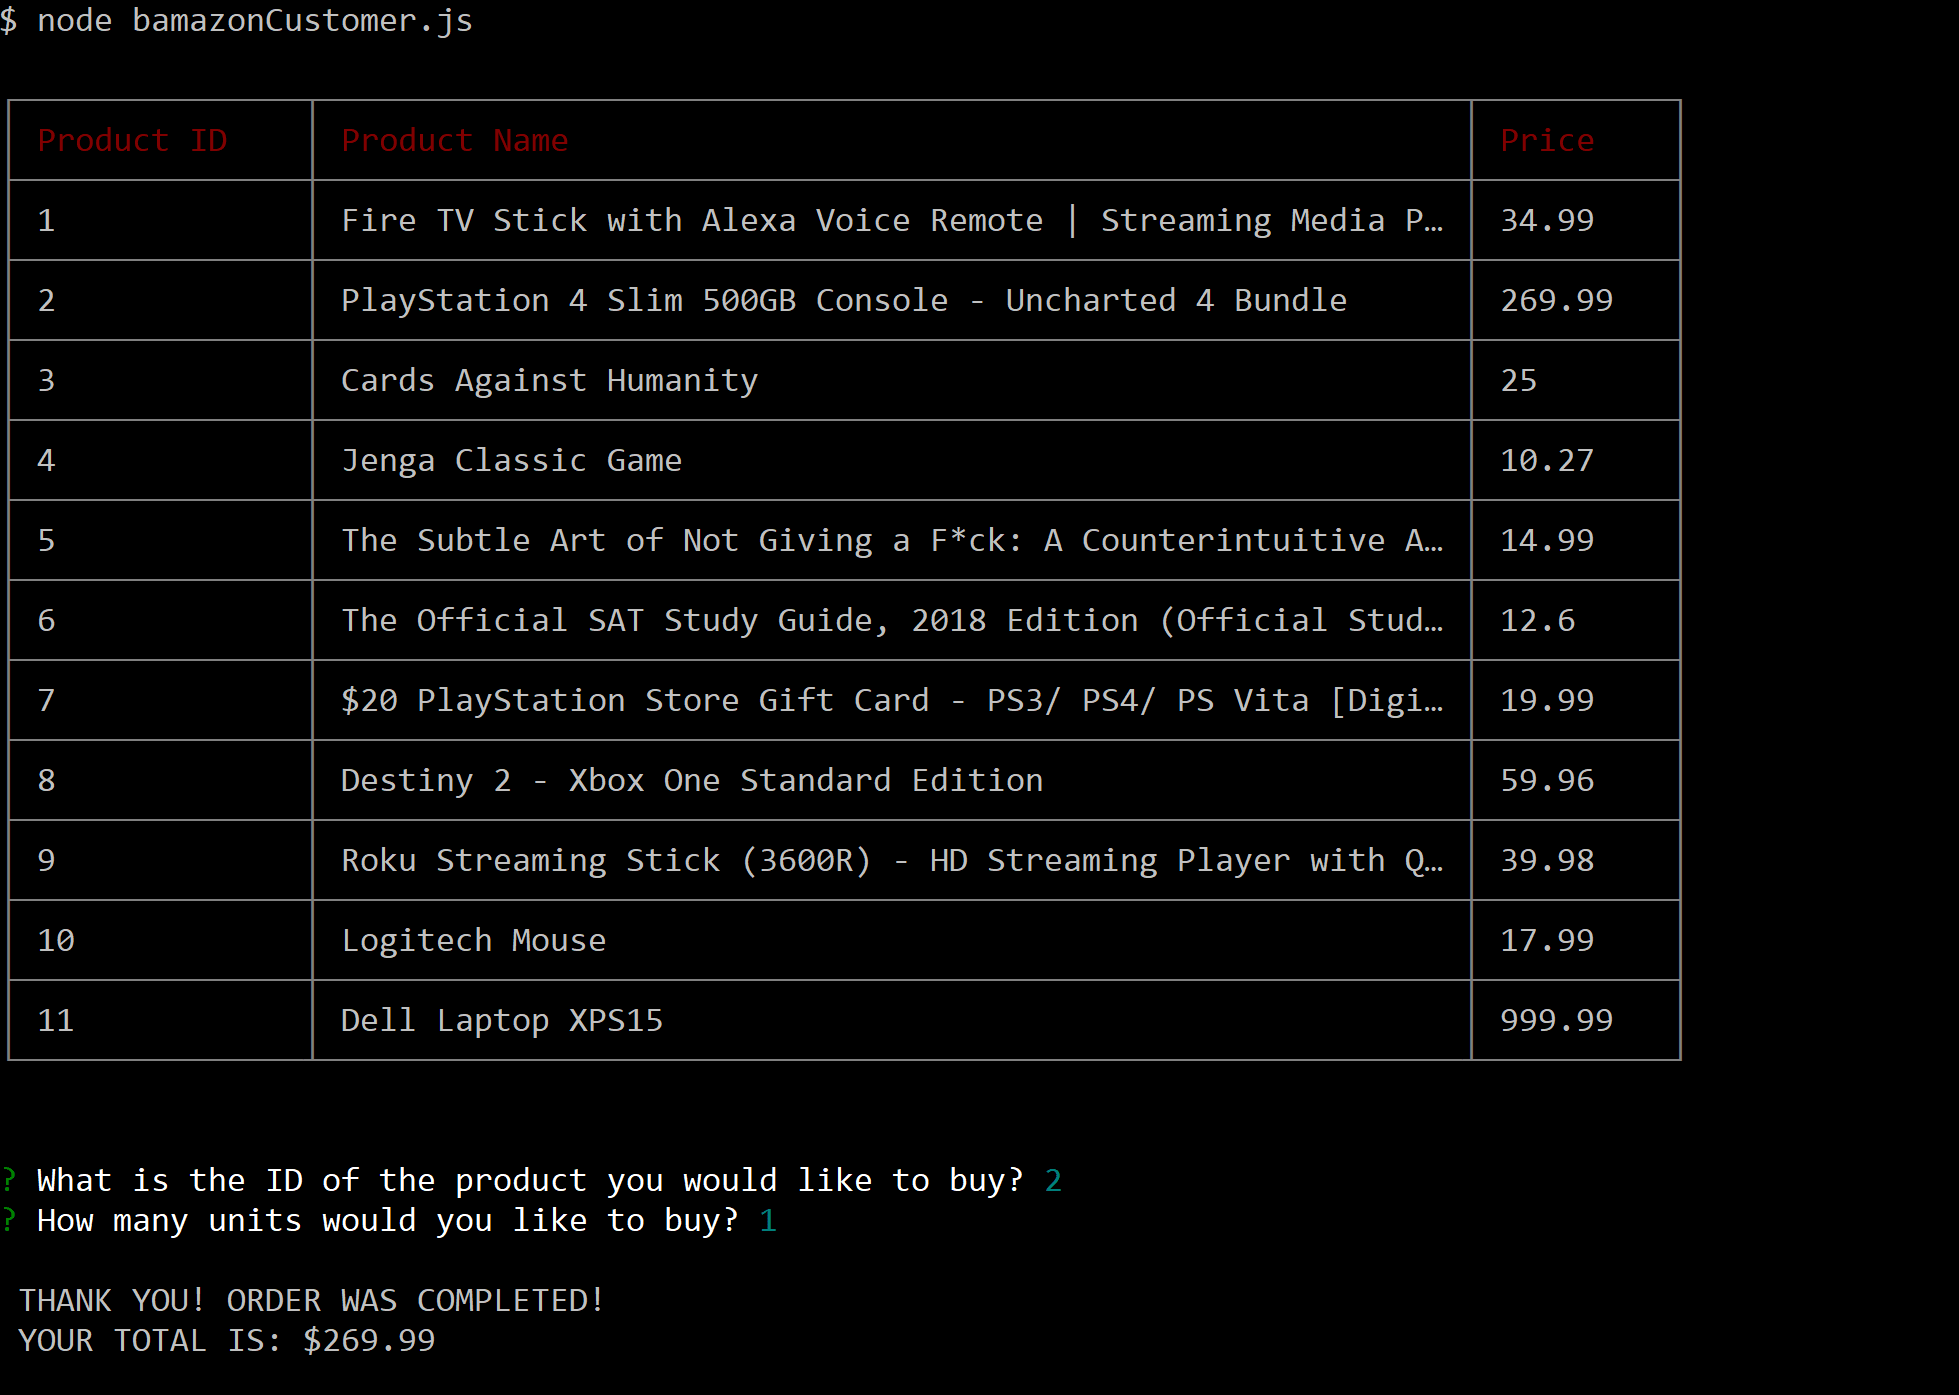 $ node bamazonCustomer.js
Product ID Product Name Price
1 Fire TV Stick with Alexa Voice Remote | Streaming Media P… 34.99
2 PlayStation 4 Slim 500GB Console - Uncharted 4 Bundle 269.99
3 Cards Against Humanity 25
4 Jenga Classic Game 10.27
5 The Subtle Art of Not Giving a F*ck: A Counterintuitive A… 14.99
6 The Official SAT Study Guide, 2018 Edition (Official Stud… 12.6
7 $20 PlayStation Store Gift Card - PS3/ PS4/ PS Vita [Digi… 19.99
8 Destiny 2 - Xbox One Standard Edition 59.96
9 Roku Streaming Stick (3600R) - HD Streaming Player with Q… 39.98
10 Logitech Mouse 17.99
11 Dell Laptop XPS15 999.99
? What is the ID of the product you would like to buy? 2
? How many units would you like to buy? 1
THANK YOU! ORDER WAS COMPLETED!
YOUR TOTAL IS: $269.99